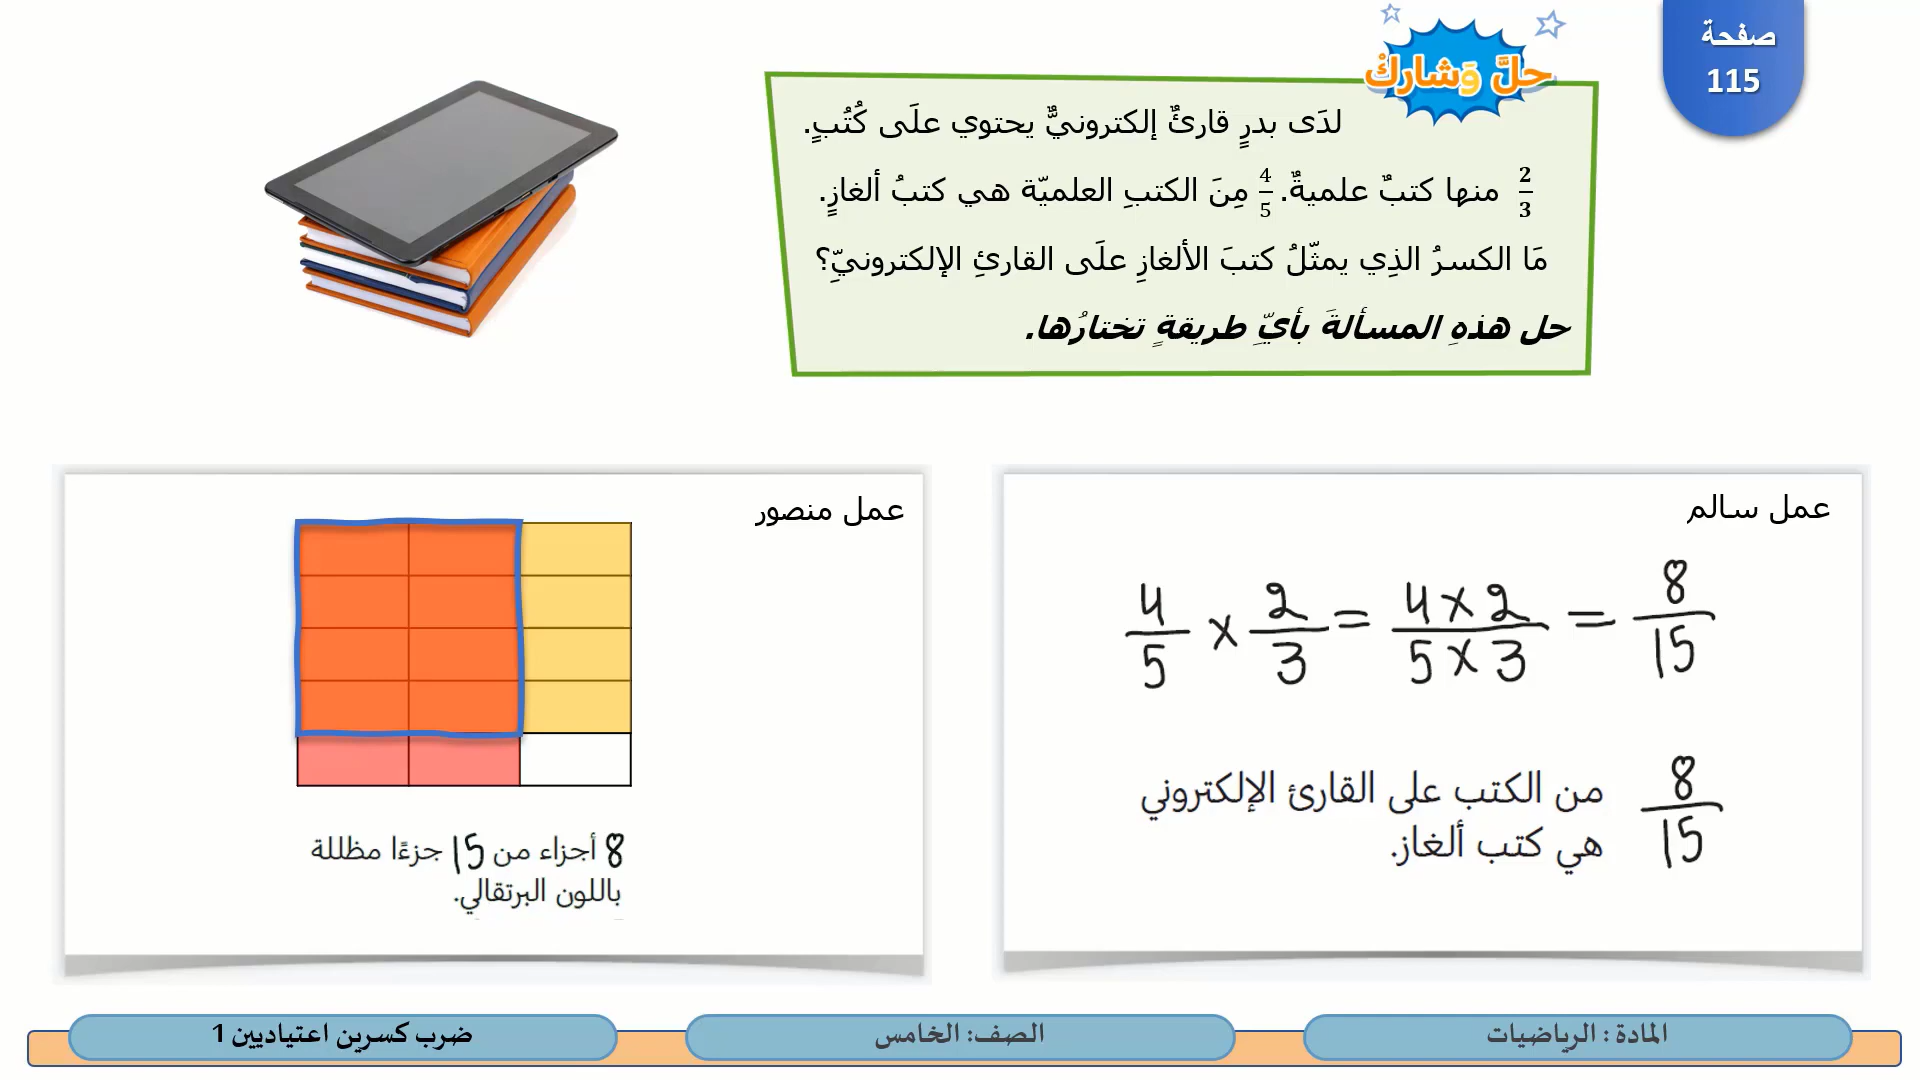 صفحة
115
حلَّ وَشاركْ
لدَى بدرٍ قارئٌ إلكترونيٌّ يحتوي علَى كُتُبٍ.
2/3 منها كتبٌ علميةٌ. 4/5 مِنَ الكتبِ العلميّة هي كتبُ ألغازٍ.
مَا الكسرُ الذِي يمثّلُ كتبَ الألغازِ علَى القارئِ الإلكترونيِّ؟
حل هذهِ المسألةَ بأيِّ طريقةٍ تختارُها.
عمل سالم
4/5 × 2/3 = 4×2/5×3 = 8/15
8/15 من الكتب على القارئ الإلكتروني
هي كتب ألغاز.
عمل منصور
8 أجزاء من 15 جزءًا مظللة
باللون البرتقالي.
المادة : الرياضيات
الصف: الخامس
ضرب كسرين اعتياديين 1